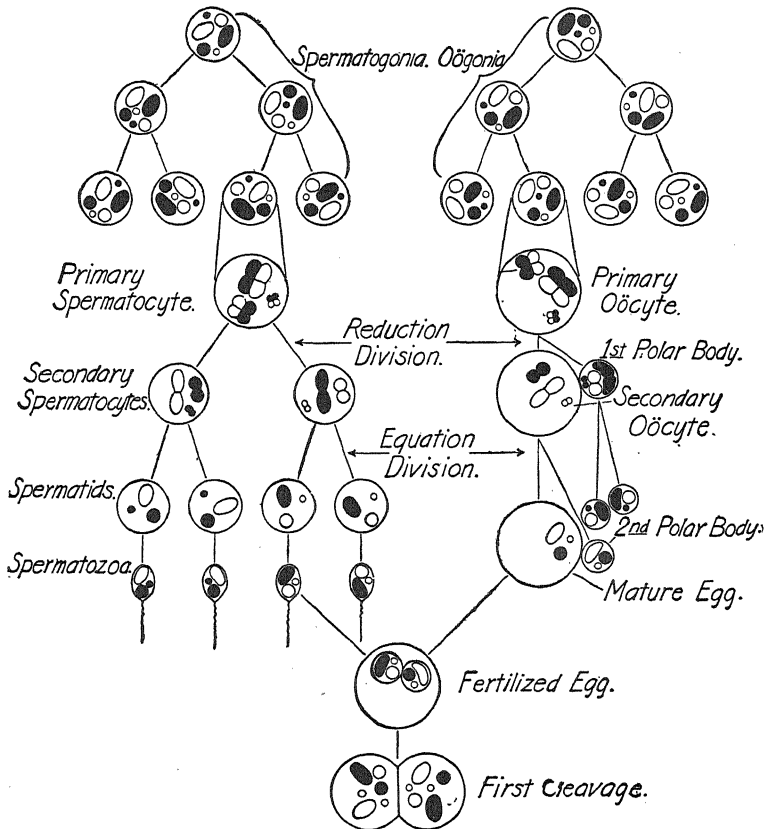 Spermatogonia. Oögonia
Primary
Spermatocyte.
Primary
Oöcyte.
Reduction
Division.
1st Polar Body.
Secondary
Spermatocytes.
Secondary
Oöcyte.
Equation
Division.
Spermatids.
2nd Polar Body.
Spermatozoa.
Mature Egg.
Fertilized Egg.
First Cleavage.